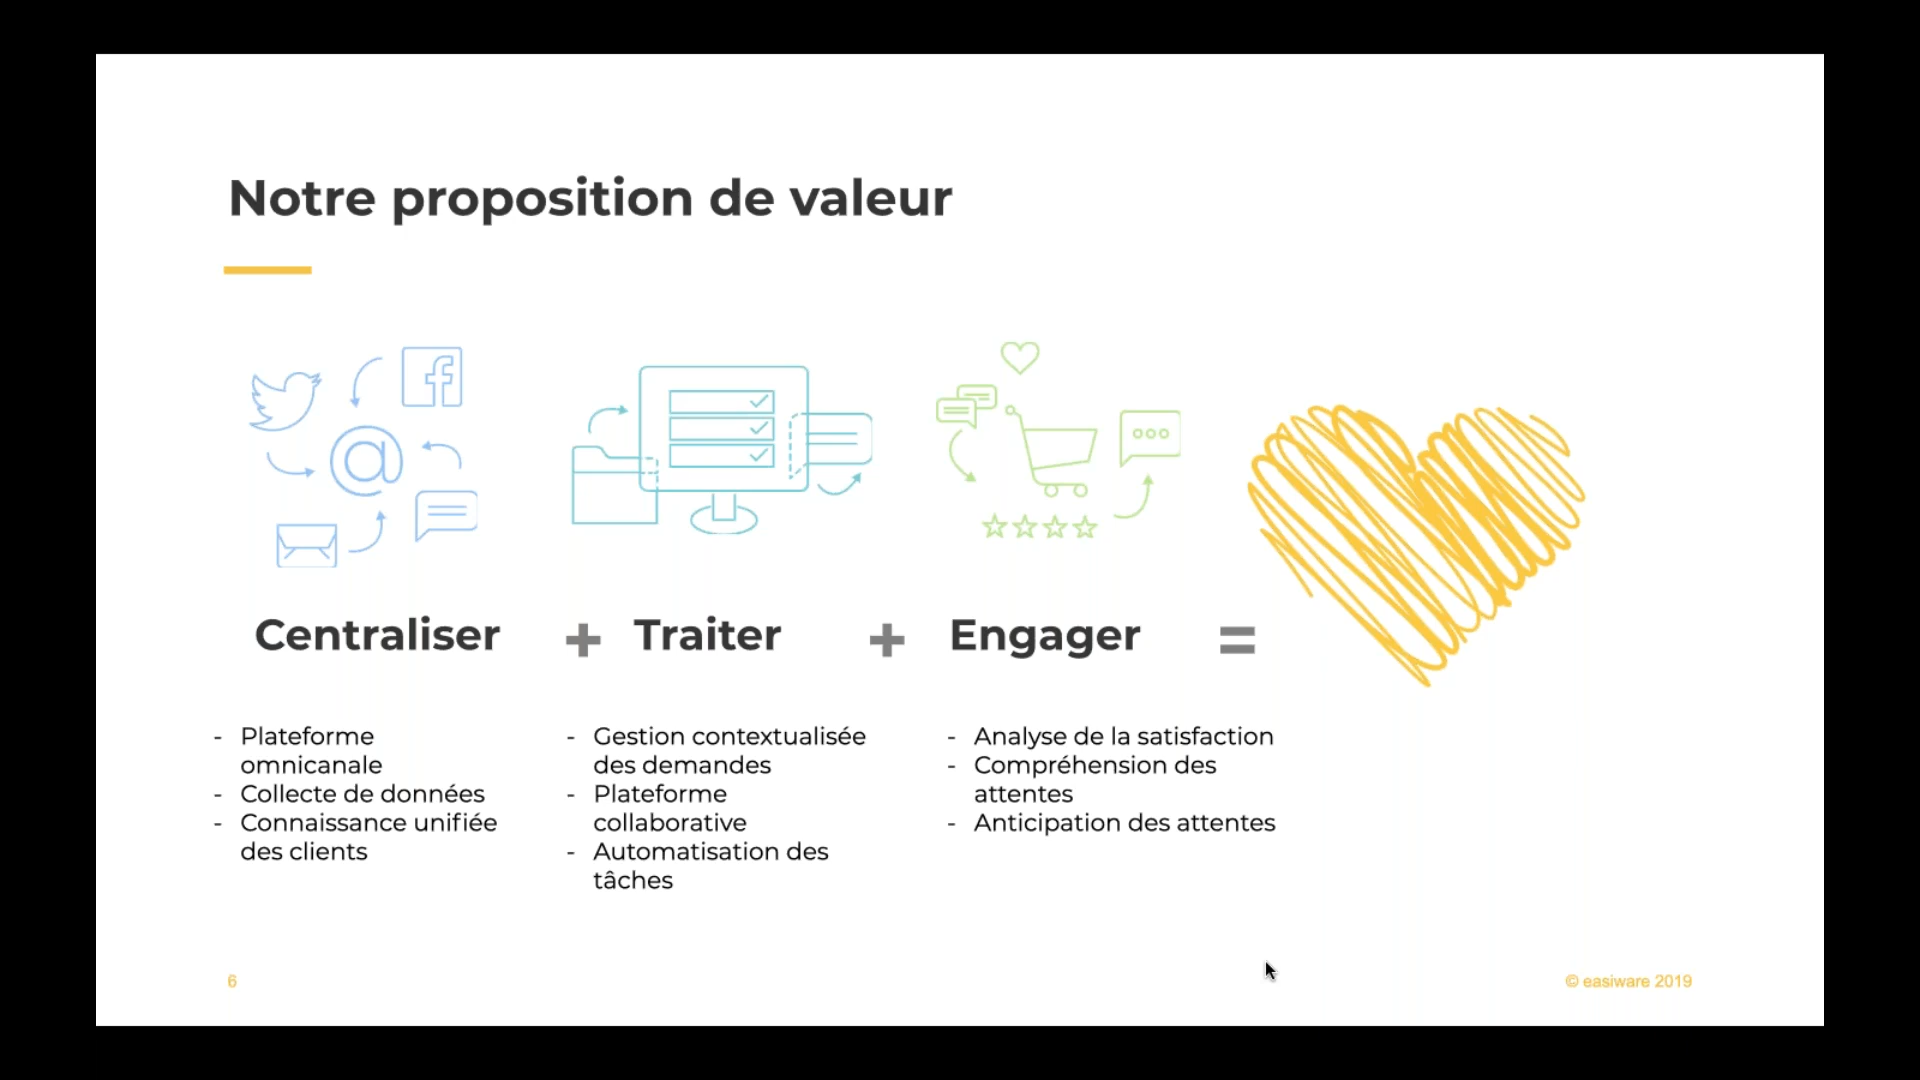 Notre proposition de valeur
Centraliser + Traiter + Engager =
- Plateforme
omnicanale
- Collecte de données
- Connaissance unifiée
des clients
- Gestion contextualisée
des demandes
- Plateforme
collaborative
- Automatisation des
tâches
- Analyse de la satisfaction
- Compréhension des
attentes
- Anticipation des attentes
6
© easiware 2019